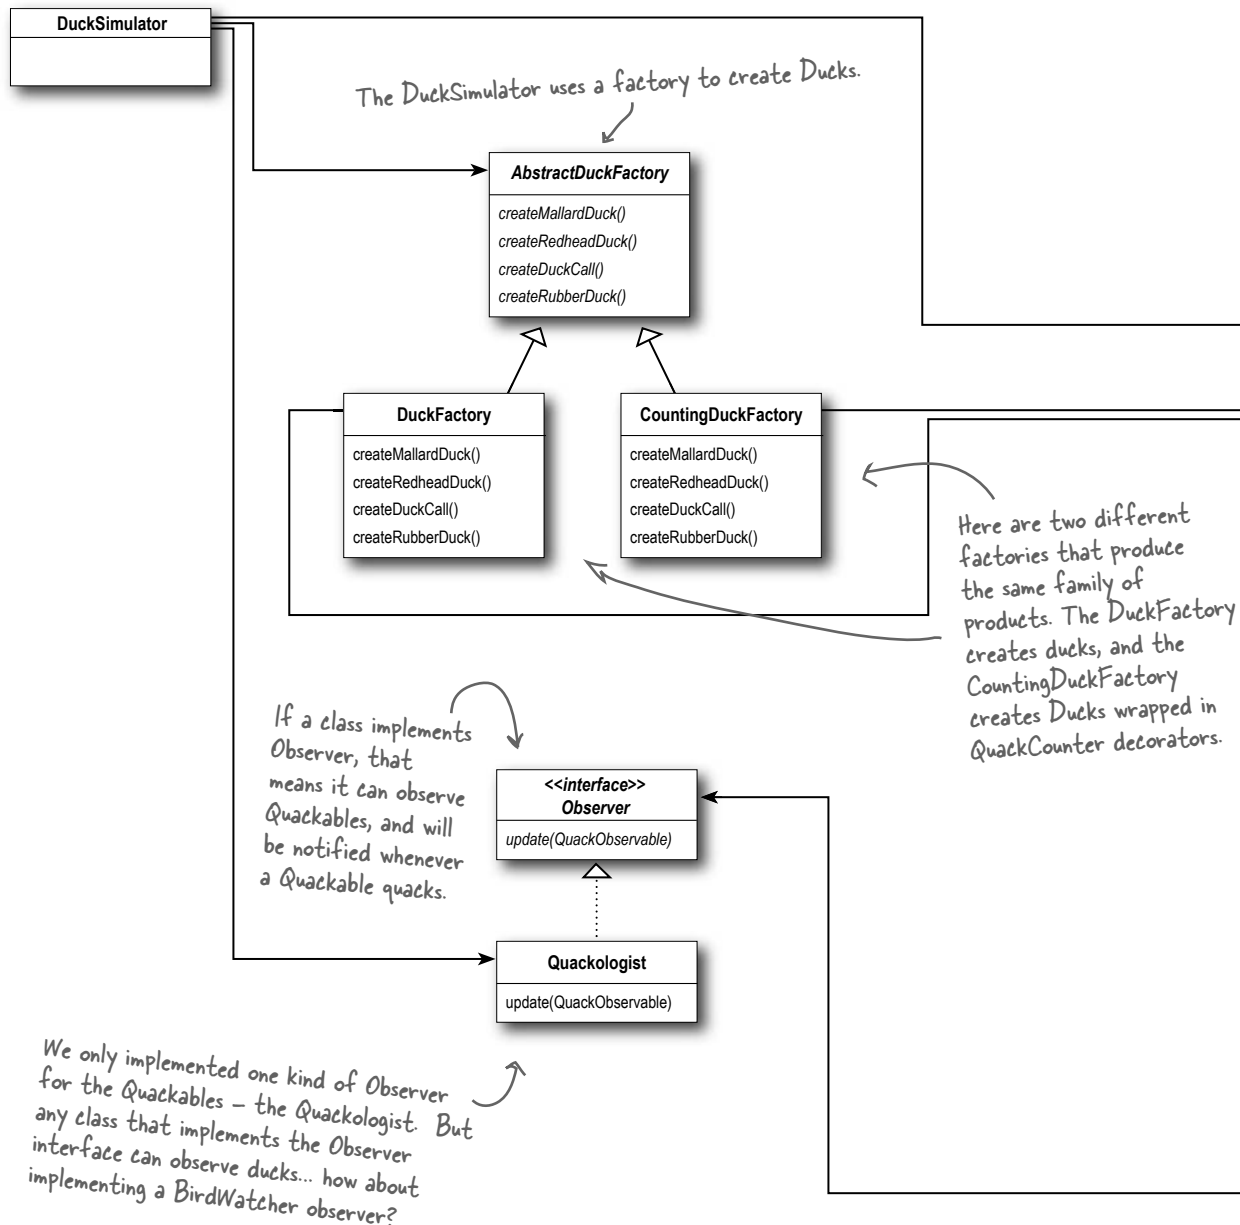 DuckSimulator
The DuckSimulator uses a factory to create Ducks.
AbstractDuckFactory
createMallardDuck()
createRedheadDuck()
createDuckCall()
createRubberDuck()
DuckFactory
createMallardDuck()
createRedheadDuck()
createDuckCall()
createRubberDuck()
CountingDuckFactory
createMallardDuck()
createRedheadDuck()
createDuckCall()
createRubberDuck()
Here are two different
factories that produce
the same family of
products. The DuckFactory
creates ducks, and the
CountingDuckFactory
creates Ducks wrapped in
QuackCounter decorators.
If a class implements
Observer, that
means it can observe
Quackables, and will
be notified whenever
a Quackable quacks.
<<interface>>
Observer
update(QuackObservable)
Quackologist
update(QuackObservable)
We only implemented one kind of Observer
for the Quackables – the Quackologist. But
any class that implements the Observer
interface can observe ducks... how about
implementing a BirdWatcher observer?